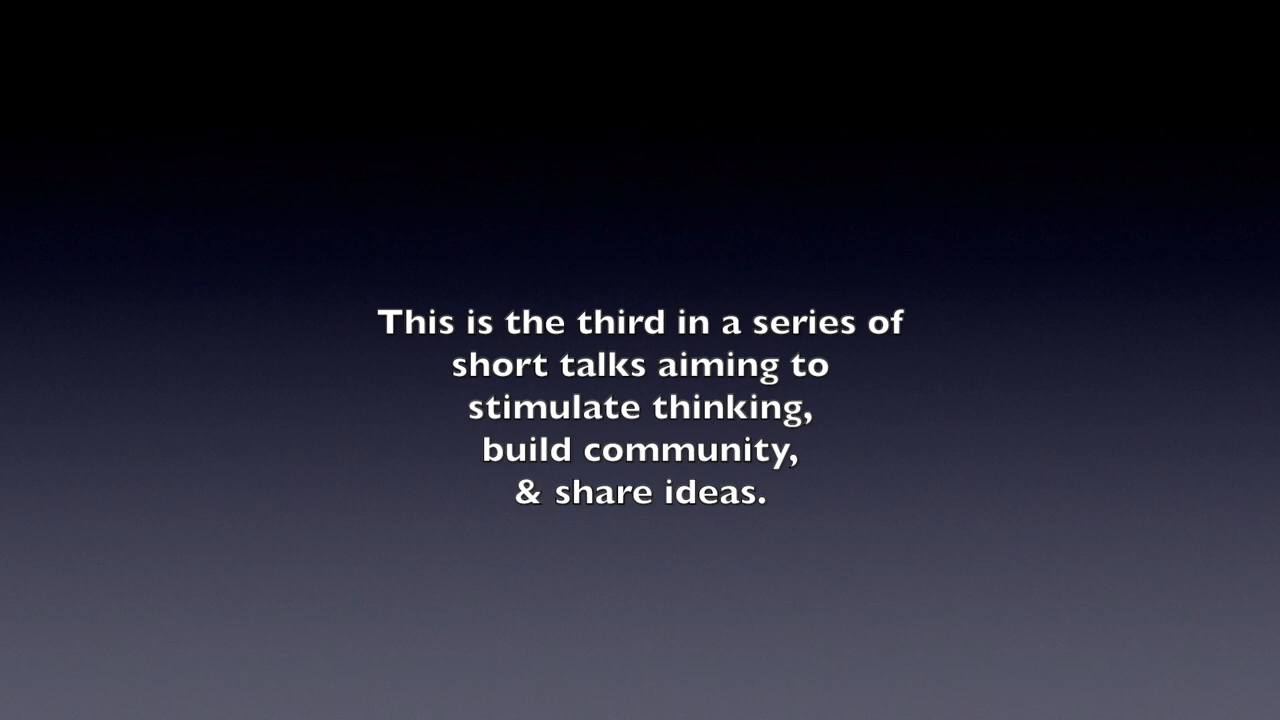 This is the third in a series of
short talks aiming to
stimulate thinking,
build community,
& share ideas.